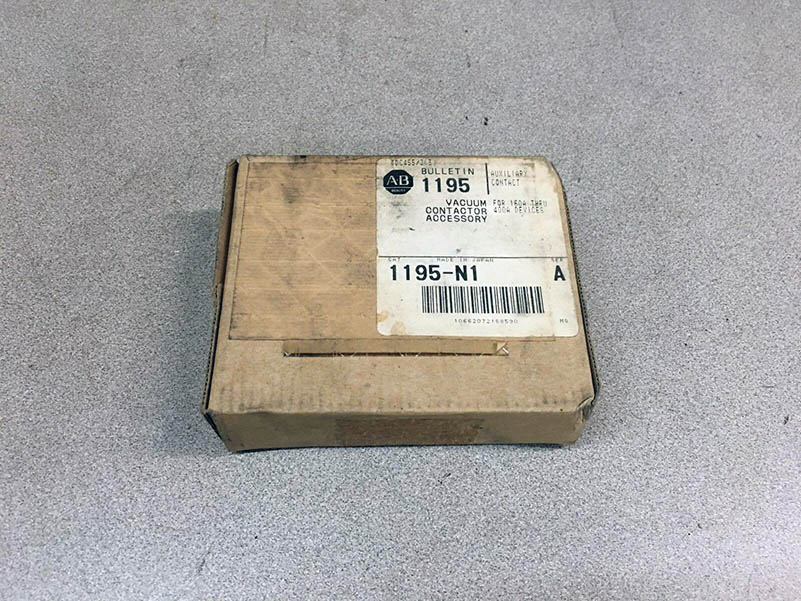 BULLETIN
1195
AUXILIARY
CONTACT
AB
VACUUM
CONTACTOR
ACCESSORY
FOR 160A THRU
400A DEVICES
CAT
MADE IN JAPAN
SER
1195-N1
A
10662072188590